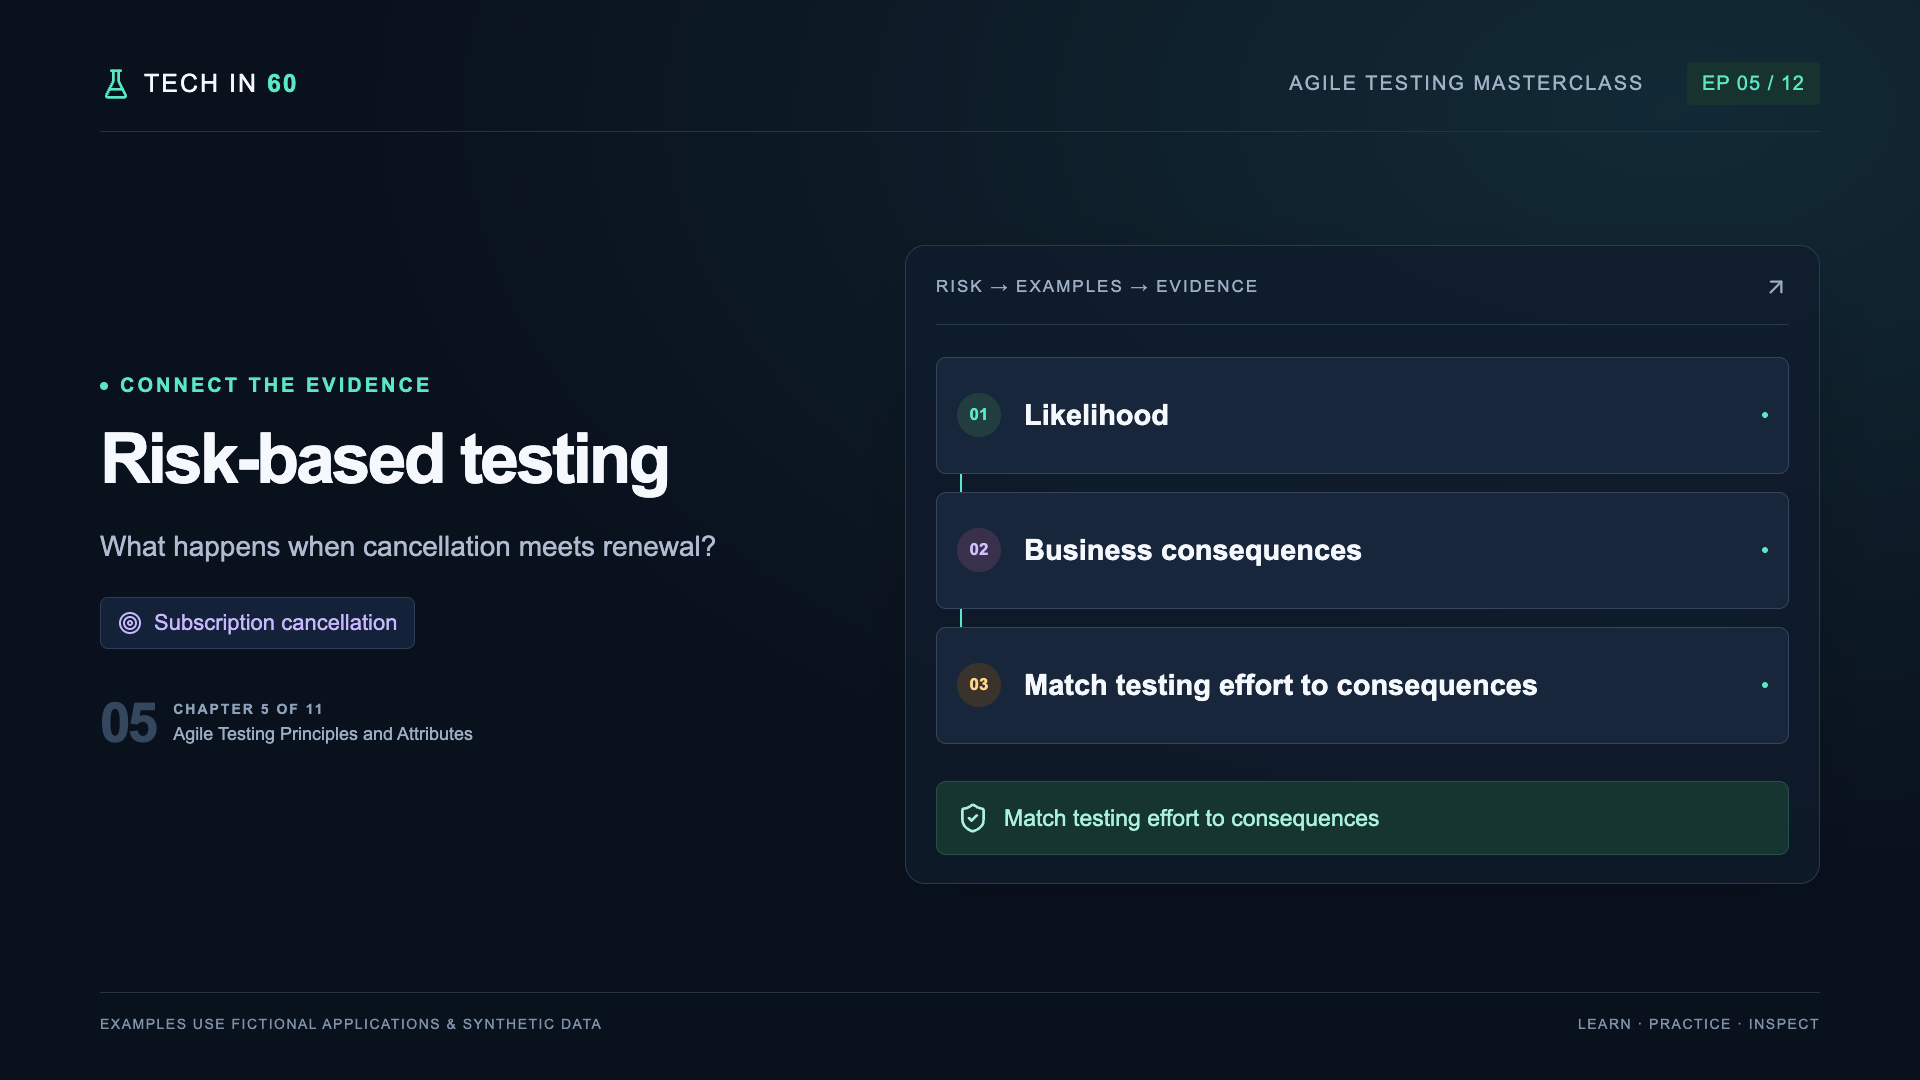 TECH IN 60
AGILE TESTING MASTERCLASS
EP 05 / 12
• CONNECT THE EVIDENCE
Risk-based testing
What happens when cancellation meets renewal?
Subscription cancellation
05
CHAPTER 5 OF 11
Agile Testing Principles and Attributes
RISK → EXAMPLES → EVIDENCE
01 Likelihood
02 Business consequences
03 Match testing effort to consequences
Match testing effort to consequences
EXAMPLES USE FICTIONAL APPLICATIONS & SYNTHETIC DATA
LEARN · PRACTICE · INSPECT